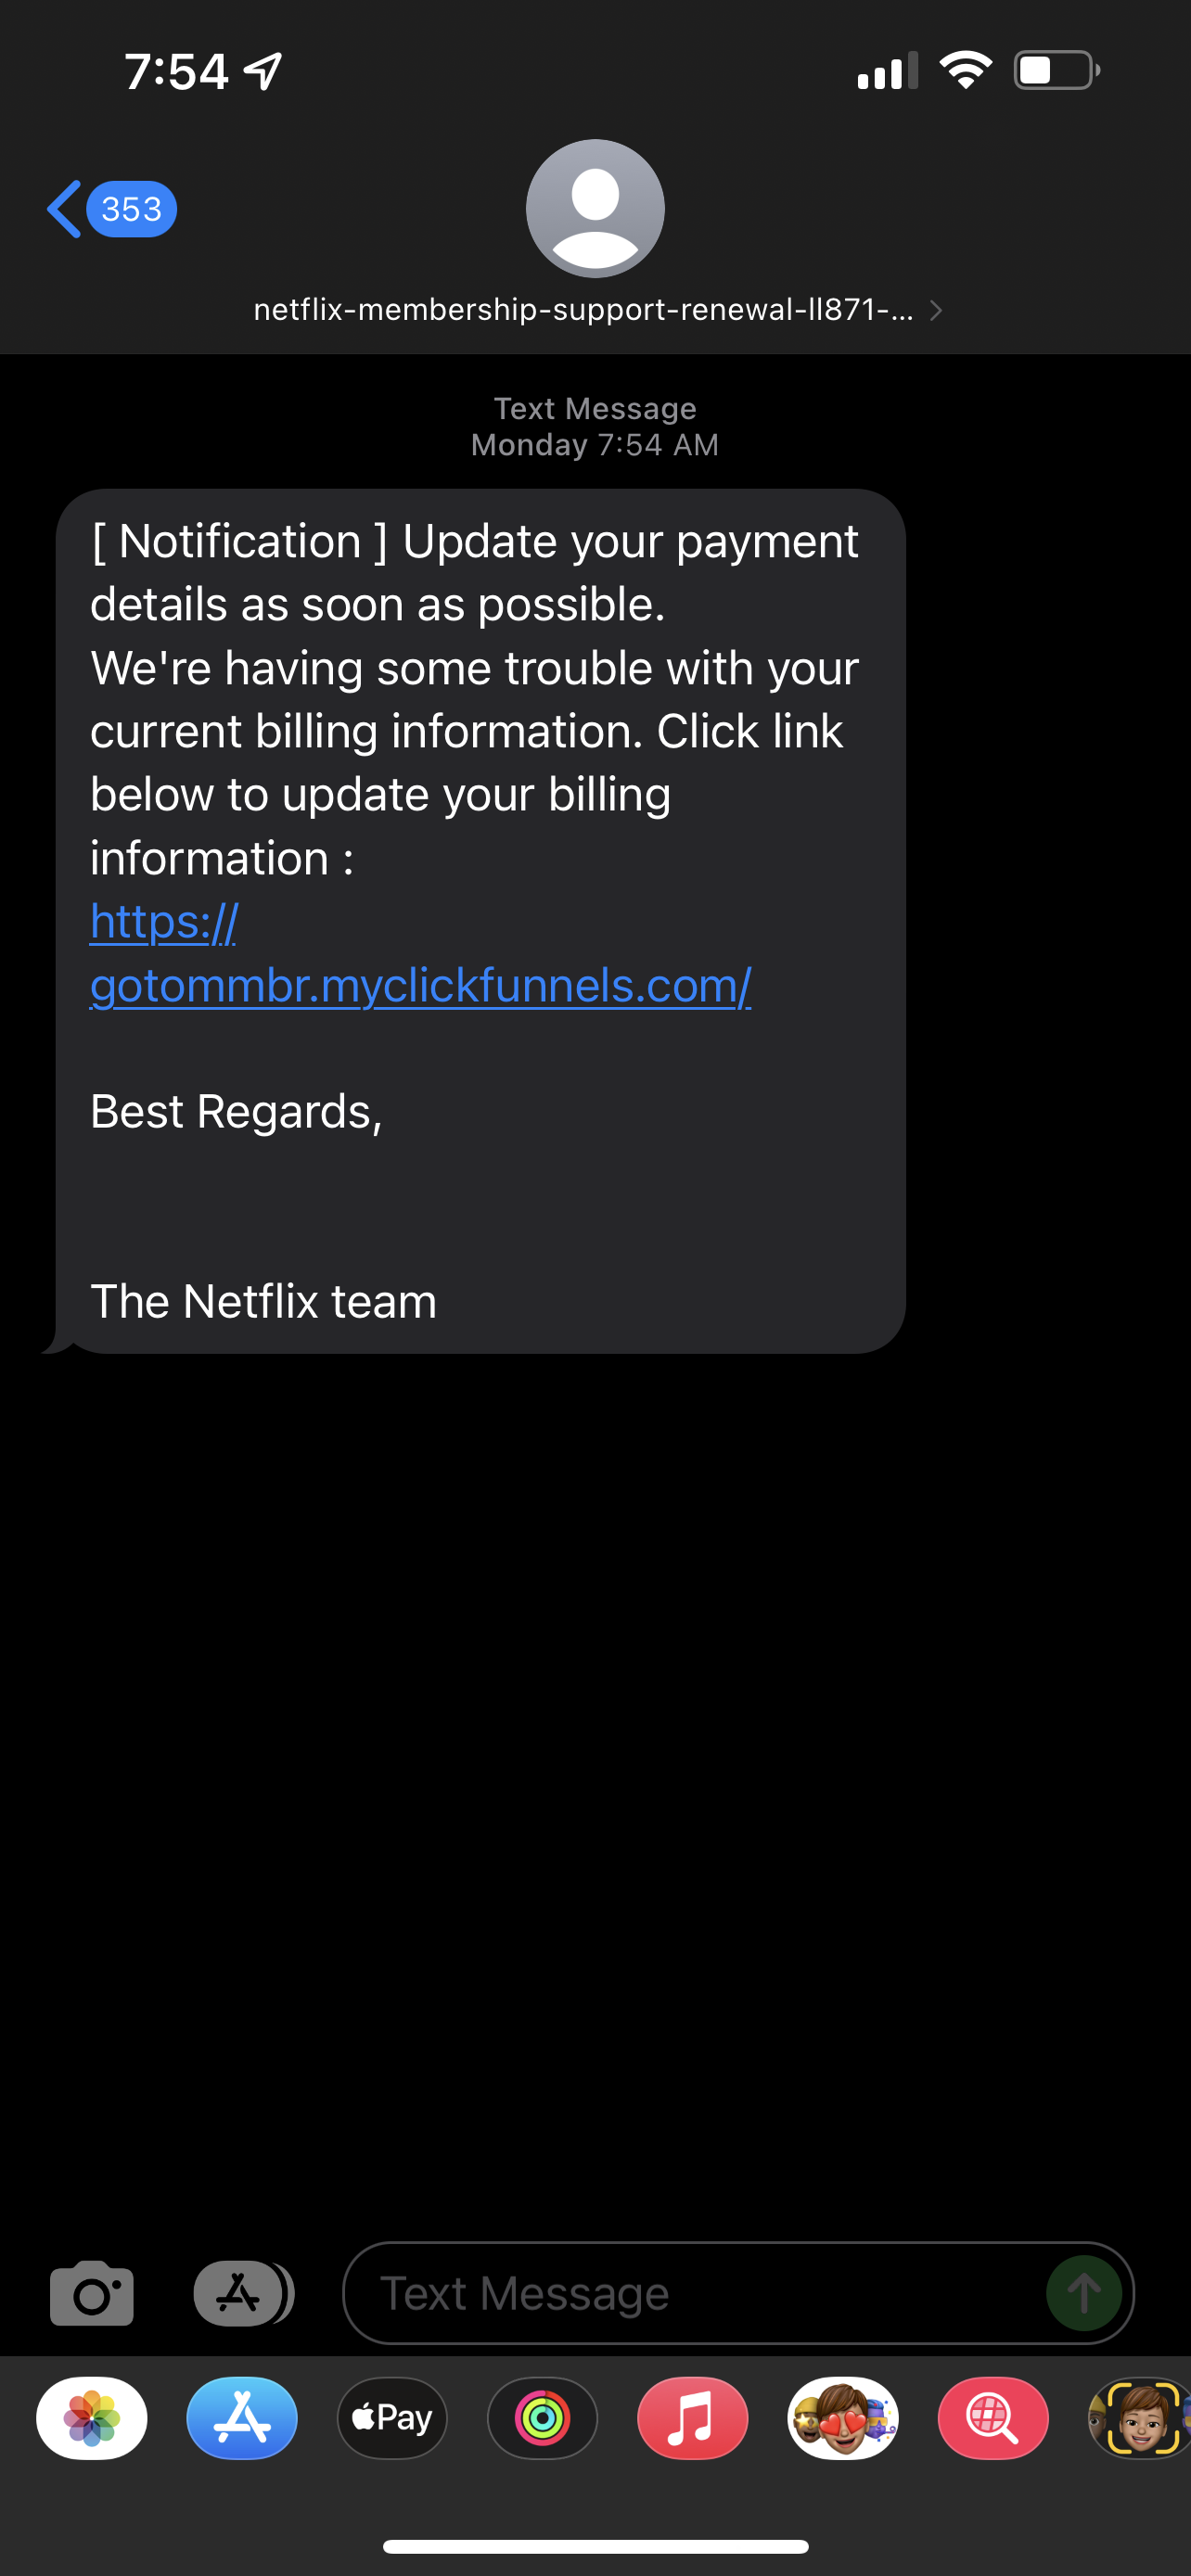 7:54
353
netflix-membership-support-renewal-ll871-...
Text Message
Monday 7:54 AM
[ Notification ] Update your payment
details as soon as possible.
We're having some trouble with your
current billing information. Click link
below to update your billing
information :
https://
gotommbr.myclickfunnels.com/
Best Regards,
The Netflix team
Text Message
Pay